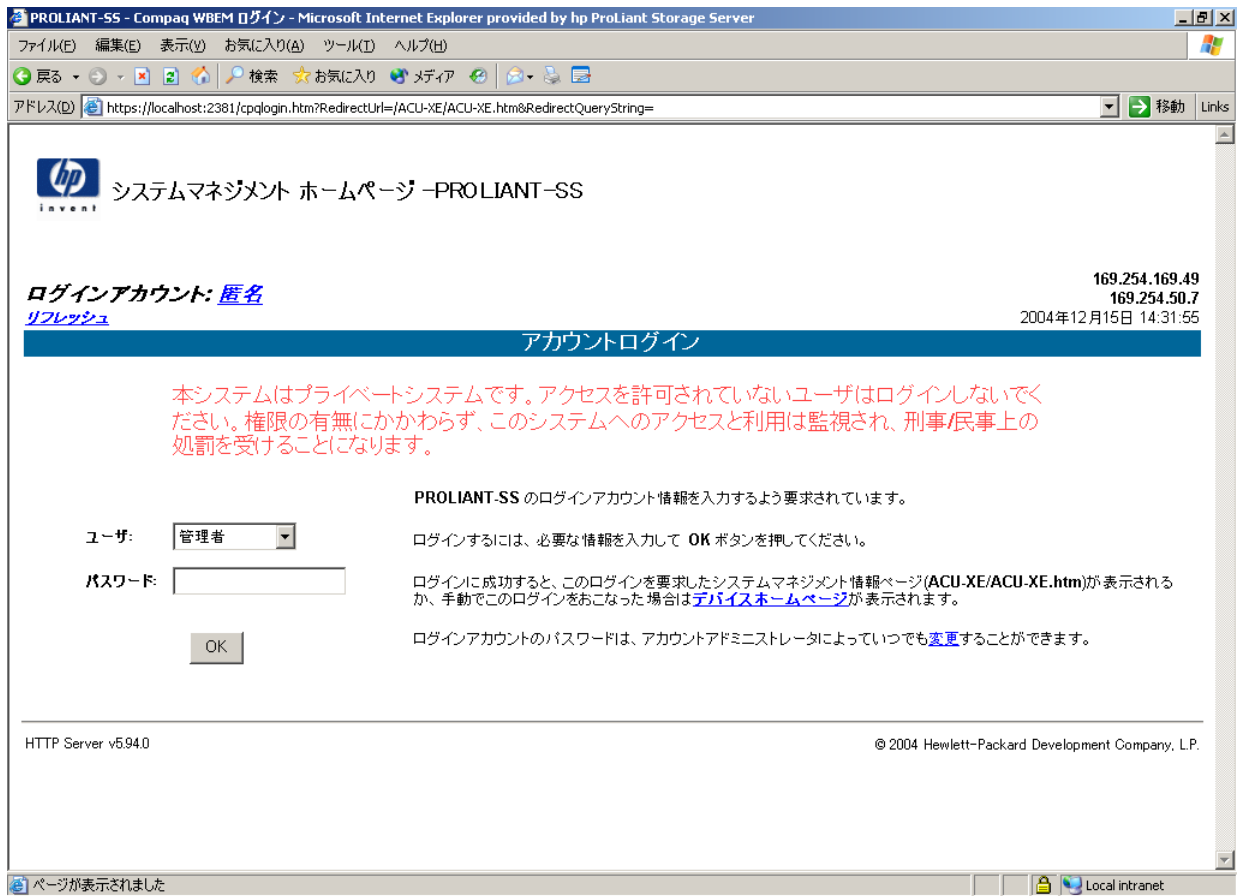 PROLIANT-SS - Compaq WBEM ログイン - Microsoft Internet Explorer provided by hp ProLiant Storage Server
ファイル(F) 編集(E) 表示(V) お気に入り(A) ツール(T) ヘルプ(H)
戻る 検索 お気に入り メディア
アドレス(D) https://localhost:2381/cpqlogin.htm?RedirectUrl=/ACU-XE/ACU-XE.htm&RedirectQueryString= 移動 Links
hp
invent
システムマネジメント ホームページ -PROLIANT-SS
169.254.169.49
ログインアカウント: 匿名
169.254.50.7
リフレッシュ
2004年12月15日 14:31:55
アカウントログイン
本システムはプライベートシステムです。アクセスを許可されていないユーザはログインしないでく
ださい。権限の有無にかかわらず、このシステムへのアクセスと利用は監視され、刑事/民事上の
処罰を受けることになります。
PROLIANT-SS のログインアカウント情報を入力するよう要求されています。
ユーザ: 管理者
ログインするには、必要な情報を入力して OK ボタンを押してください。
パスワード:
ログインに成功すると、このログインを要求したシステムマネジメント情報ページ(ACU-XE/ACU-XE.htm)が表示される
か、手動でこのログインをおこなった場合はデバイスホームページが表示されます。
OK
ログインアカウントのパスワードは、アカウントアドミニストレータによっていつでも変更することができます。
HTTP Server v5.94.0
© 2004 Hewlett-Packard Development Company, L.P.
ページが表示されました
Local intranet